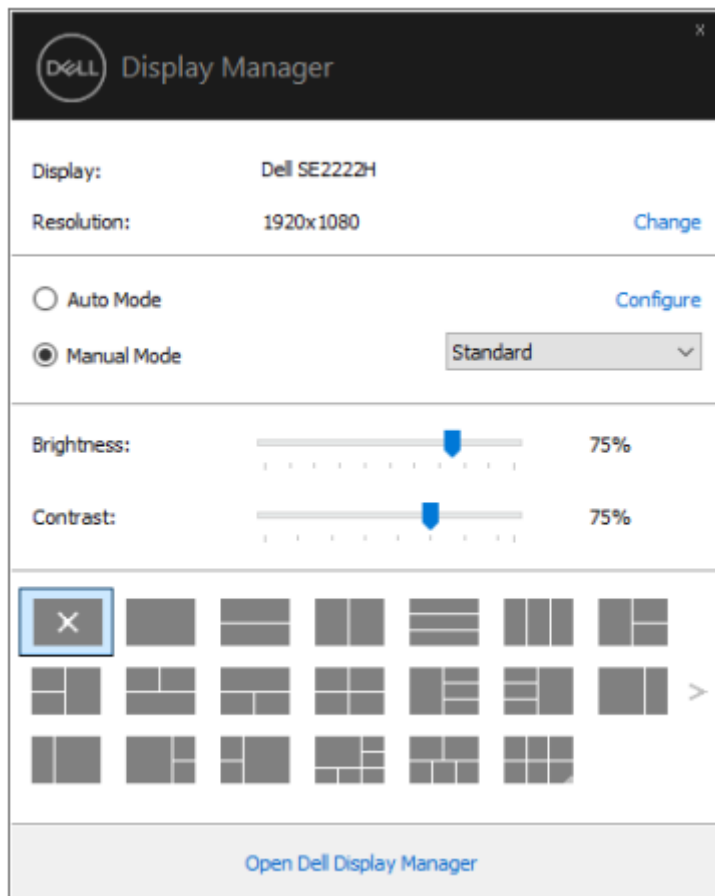 DELL Display Manager
x
Display: Dell SE2222H
Resolution: 1920x1080 Change
Auto Mode Configure
Manual Mode Standard
Brightness: 75%
Contrast: 75%
Open Dell Display Manager